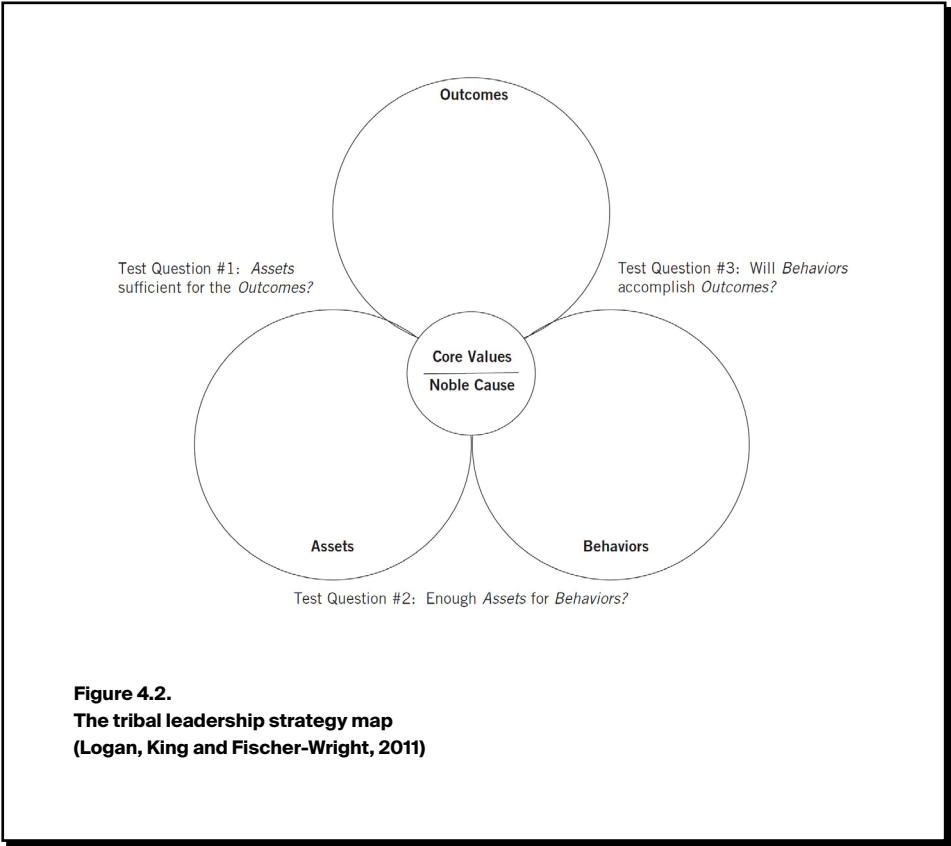 Outcomes
Test Question #1: Assets
sufficient for the Outcomes?
Test Question #3: Will Behaviors
accomplish Outcomes?
Core Values
Noble Cause
Assets
Behaviors
Test Question #2: Enough Assets for Behaviors?
Figure 4.2.
The tribal leadership strategy map
(Logan, King and Fischer-Wright, 2011)